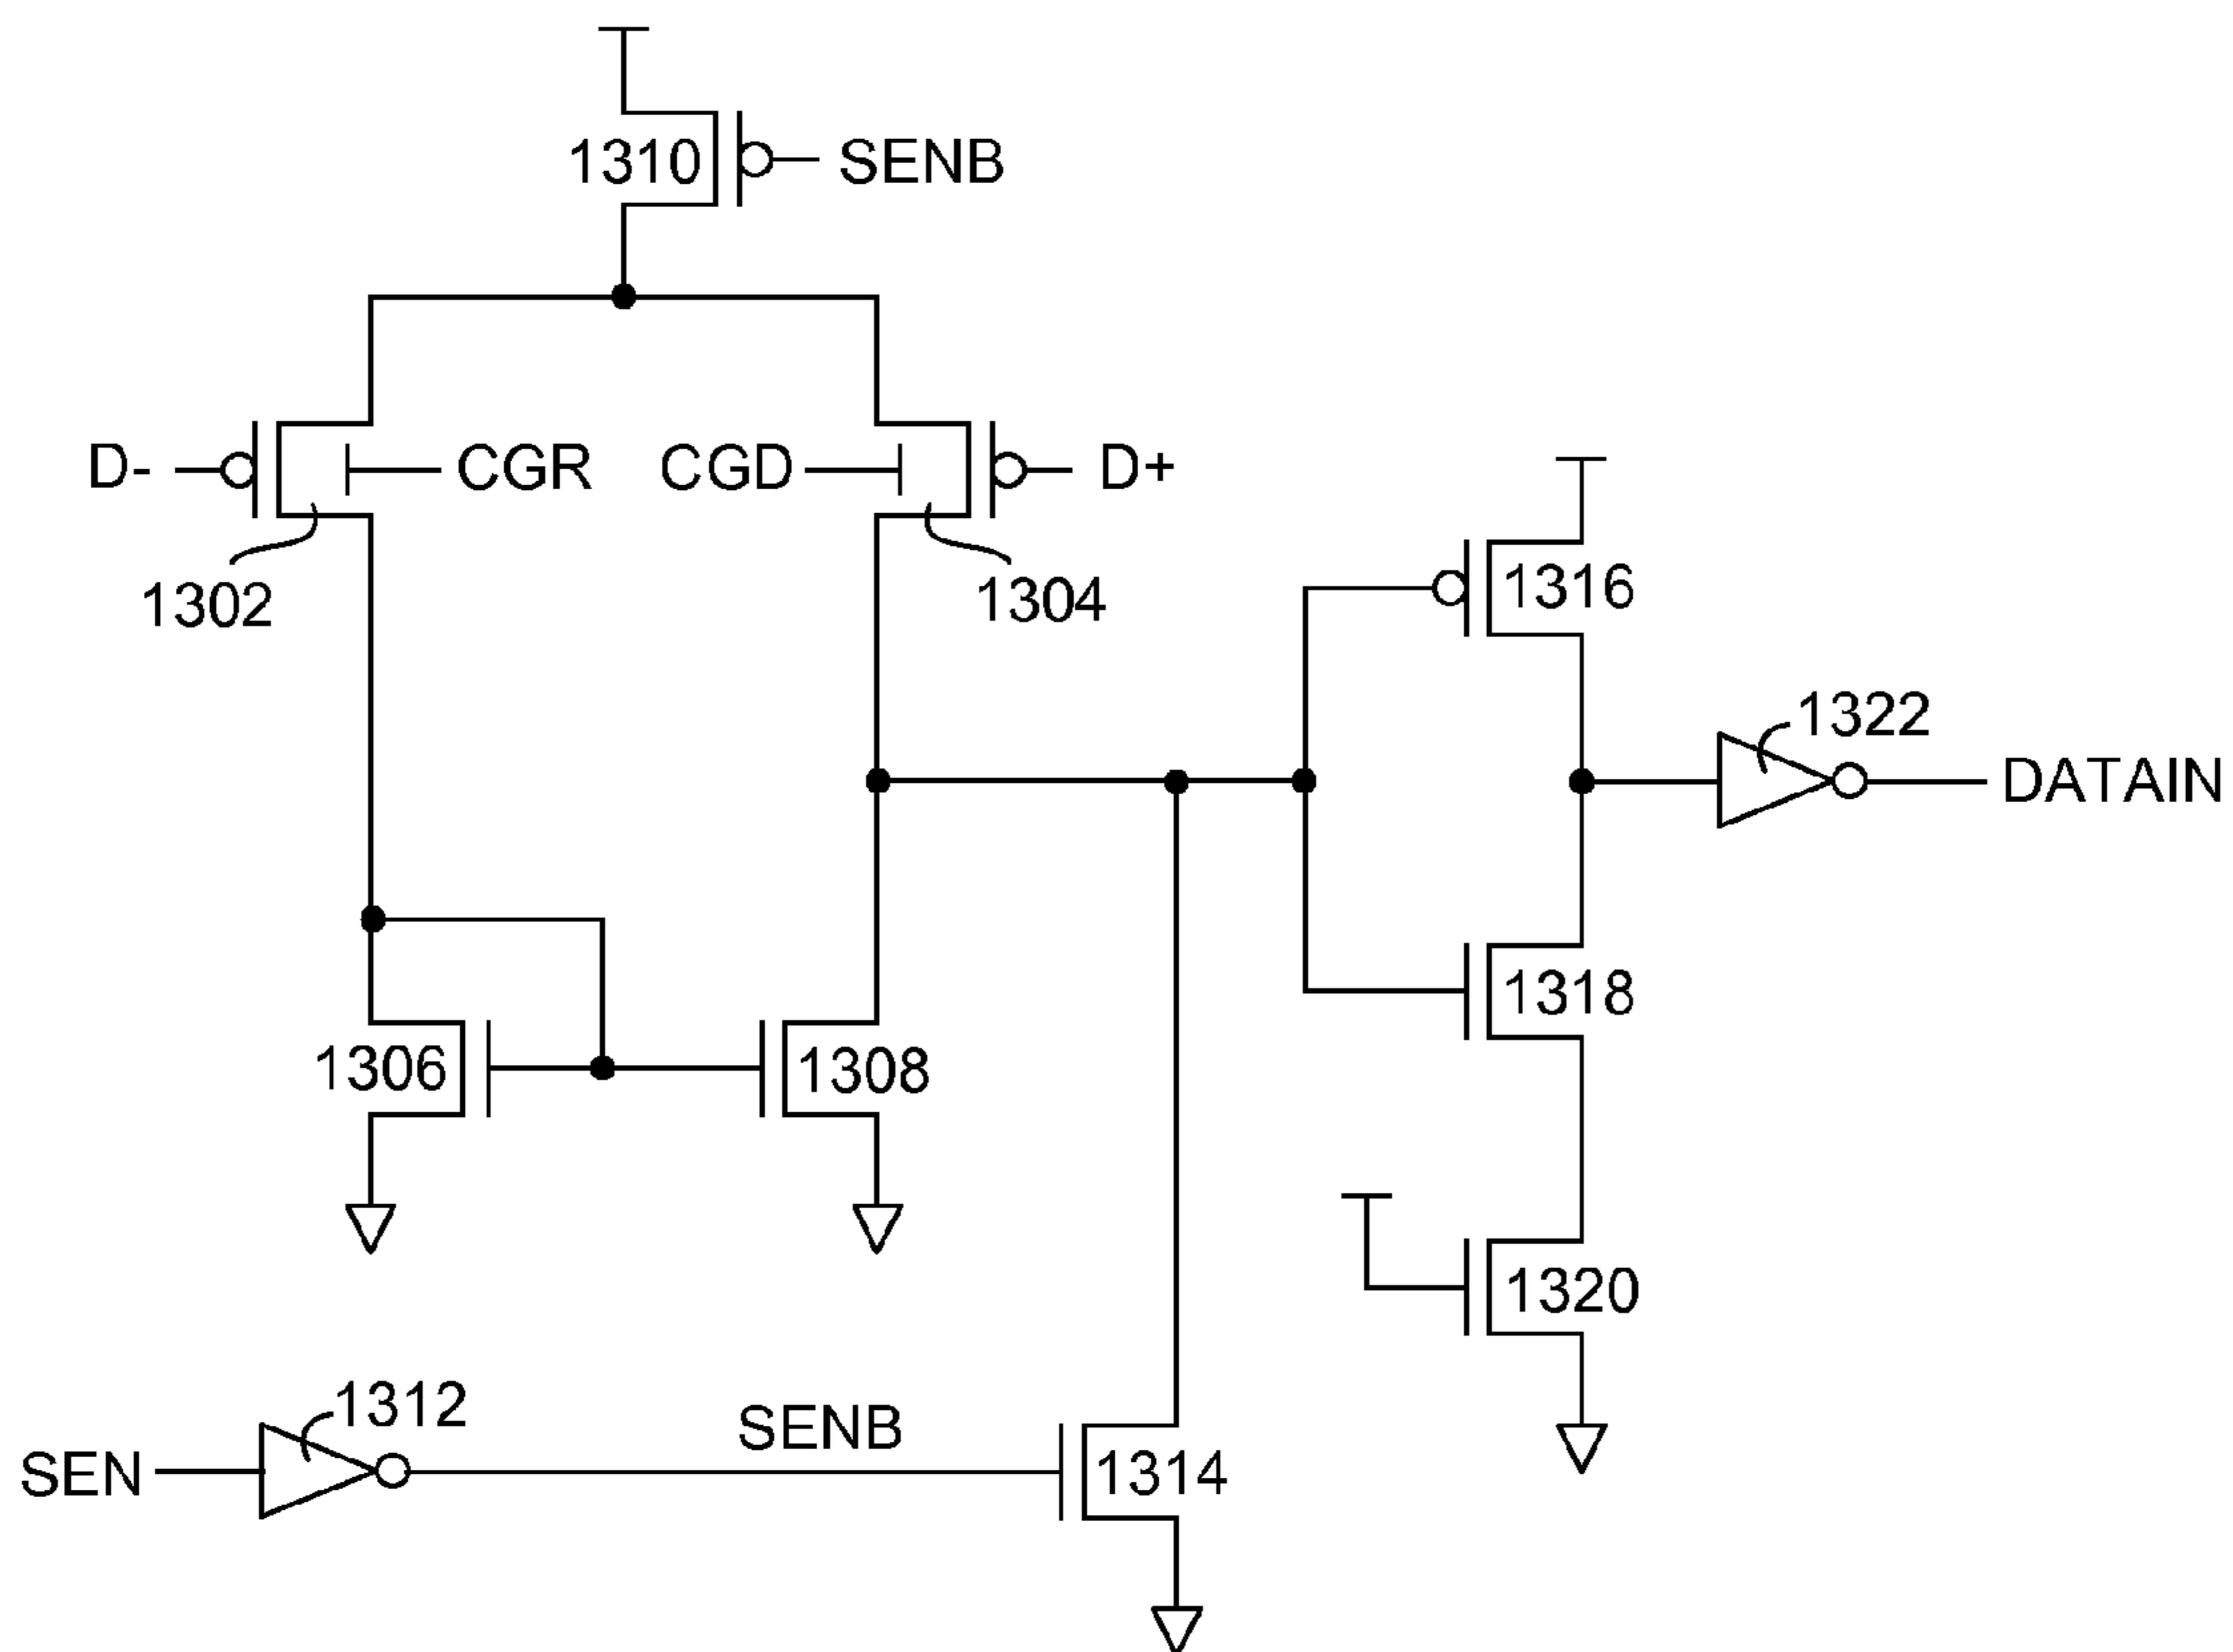 1310
SENB
D-
CGR
CGD
D+
1302
1304
1316
1322
DATAIN
1318
1306
1308
1320
1312
SENB
SEN
1314